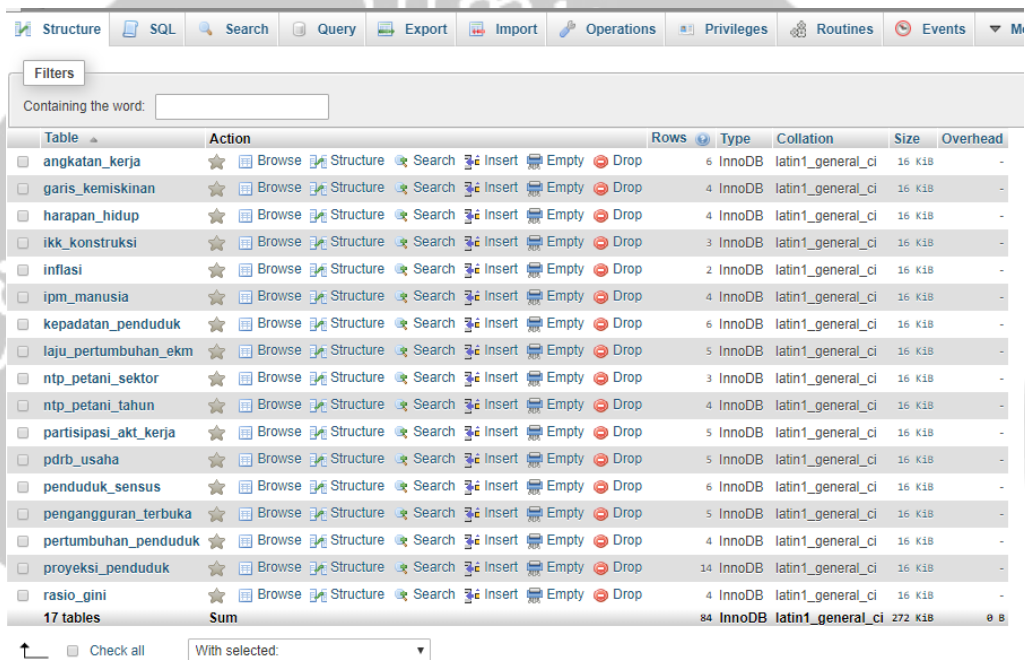 Structure SQL Search Query Export Import Operations Privileges Routines Events
Filters
Containing the word:
Table Action Rows Type Collation Size Overhead
angkatan_kerja Browse Structure Search Insert Empty Drop 6 InnoDB latin1_general_ci 16 KiB -
garis_kemiskinan Browse Structure Search Insert Empty Drop 4 InnoDB latin1_general_ci 16 KiB -
harapan_hidup Browse Structure Search Insert Empty Drop 4 InnoDB latin1_general_ci 16 KiB -
ikk_konstruksi Browse Structure Search Insert Empty Drop 3 InnoDB latin1_general_ci 16 KiB -
inflasi Browse Structure Search Insert Empty Drop 2 InnoDB latin1_general_ci 16 KiB -
ipm_manusia Browse Structure Search Insert Empty Drop 4 InnoDB latin1_general_ci 16 KiB -
kepadatan_penduduk Browse Structure Search Insert Empty Drop 6 InnoDB latin1_general_ci 16 KiB -
laju_pertumbuhan_ekm Browse Structure Search Insert Empty Drop 5 InnoDB latin1_general_ci 16 KiB -
ntp_petani_sektor Browse Structure Search Insert Empty Drop 3 InnoDB latin1_general_ci 16 KiB -
ntp_petani_tahun Browse Structure Search Insert Empty Drop 4 InnoDB latin1_general_ci 16 KiB -
partisipasi_akt_kerja Browse Structure Search Insert Empty Drop 5 InnoDB latin1_general_ci 16 KiB -
pdrb_usaha Browse Structure Search Insert Empty Drop 5 InnoDB latin1_general_ci 16 KiB -
penduduk_sensus Browse Structure Search Insert Empty Drop 6 InnoDB latin1_general_ci 16 KiB -
pengangguran_terbuka Browse Structure Search Insert Empty Drop 5 InnoDB latin1_general_ci 16 KiB -
pertumbuhan_penduduk Browse Structure Search Insert Empty Drop 4 InnoDB latin1_general_ci 16 KiB -
proyeksi_penduduk Browse Structure Search Insert Empty Drop 14 InnoDB latin1_general_ci 16 KiB -
rasio_gini Browse Structure Search Insert Empty Drop 4 InnoDB latin1_general_ci 16 KiB -
17 tables Sum 84 InnoDB latin1_general_ci 272 KiB 0 B
Check all With selected: